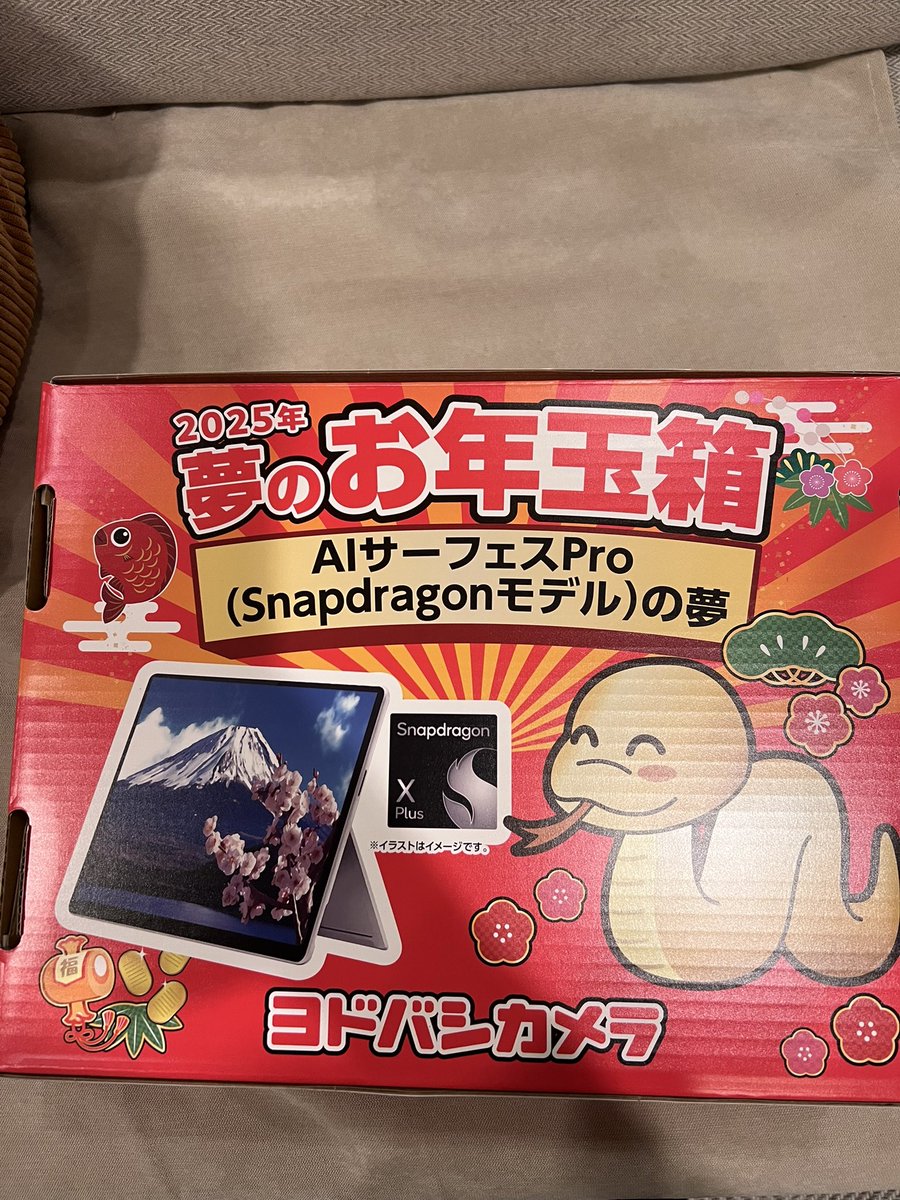 2025年
夢のお年玉箱
AIサーフェスPro
(Snapdragonモデル)の夢
Snapdragon
X
Plus
※イラストはイメージです。
福
ヨドバシカメラ